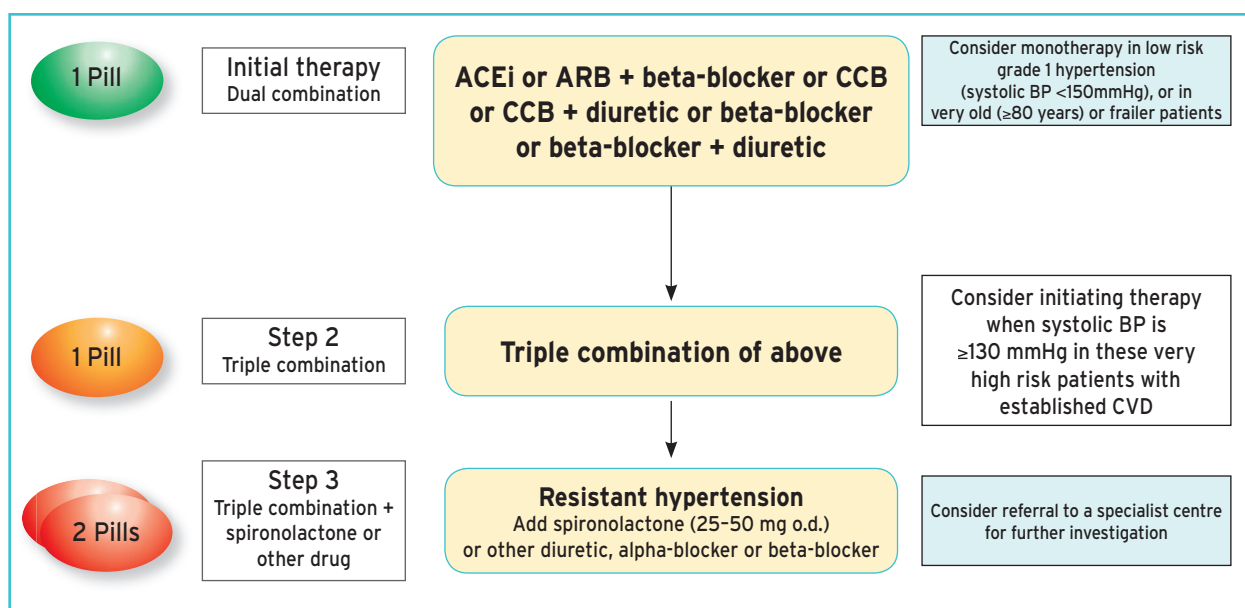 1 Pill
Initial therapy
Dual combination
ACEi or ARB + beta-blocker or CCB
or CCB + diuretic or beta-blocker
or beta-blocker + diuretic
Consider monotherapy in low risk
grade 1 hypertension
(systolic BP <150mmHg), or in
very old (≥80 years) or frailer patients
1 Pill
Step 2
Triple combination
Triple combination of above
Consider initiating therapy
when systolic BP is
≥130 mmHg in these very
high risk patients with
established CVD
2 Pills
Step 3
Triple combination +
spironolactone or
other drug
Resistant hypertension
Add spironolactone (25–50 mg o.d.)
or other diuretic, alpha-blocker or beta-blocker
Consider referral to a specialist centre
for further investigation